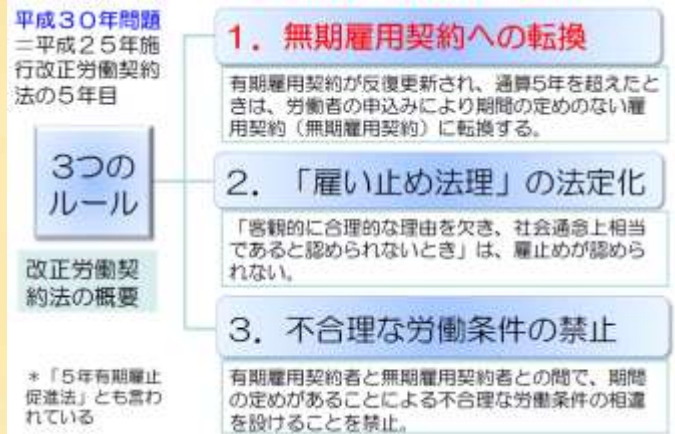 平成30年問題
＝平成25年施
行改正労働契約
法の5年目
3つの
ルール
改正労働契
約法の概要
＊「5年有期雇止
促進法」とも言わ
れている
1．無期雇用契約への転換
有期雇用契約が反復更新され、通算5年を超えたと
きは、労働者の申込みにより期間の定めのない雇
用契約（無期雇用契約）に転換する。
2．「雇い止め法理」の法定化
「客観的に合理的な理由を欠き、社会通念上相当
であると認められないとき」は、雇止めが認めら
れない。
3．不合理な労働条件の禁止
有期雇用契約者と無期雇用契約者との間で、期間
の定めがあることによる不合理な労働条件の相違
を設けることを禁止。